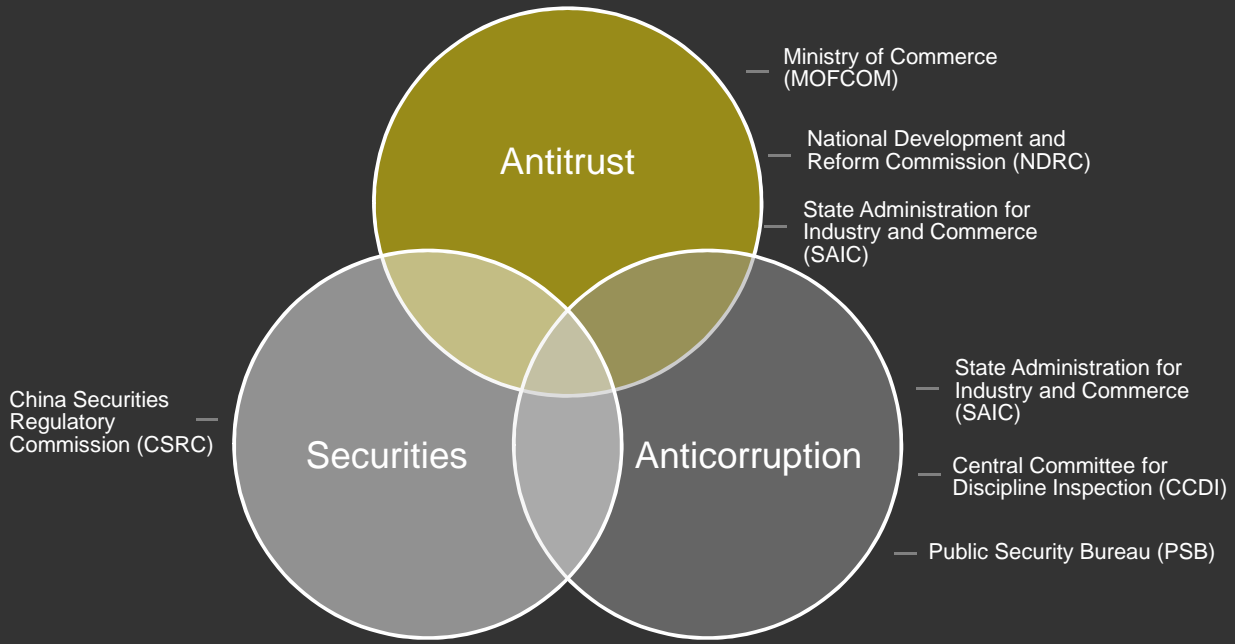 Ministry of Commerce
(MOFCOM)
National Development and
Reform Commission (NDRC)
Antitrust
State Administration for
Industry and Commerce
(SAIC)
State Administration for
Industry and Commerce
(SAIC)
China Securities
Regulatory
Commission (CSRC)
Securities
Anticorruption
Central Committee for
Discipline Inspection (CCDI)
Public Security Bureau (PSB)